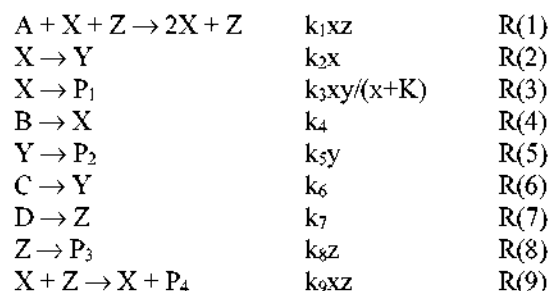 A + X + Z → 2X + Z k₁xz R(1)
X → Y k₂x R(2)
X → P₁ k₃xy/(x+K) R(3)
B → X k₄ R(4)
Y → P₂ k₅y R(5)
C → Y k₆ R(6)
D → Z k₇ R(7)
Z → P₃ k₈z R(8)
X + Z → X + P₄ k₉xz R(9)